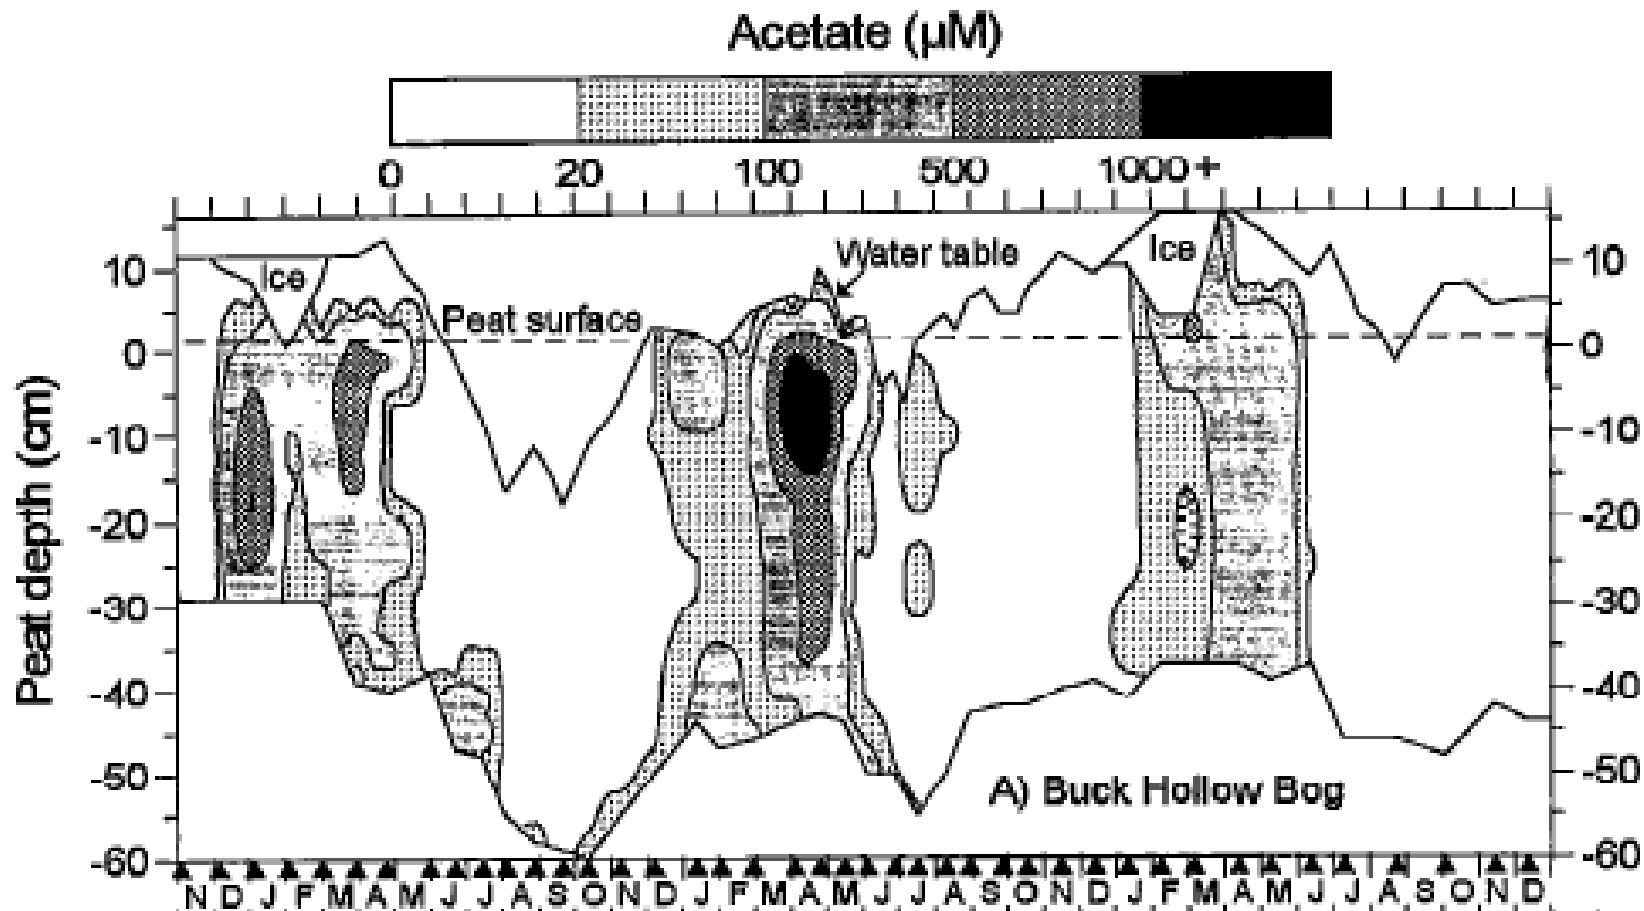 Acetate (µM)
0 20 100 500 1000+
Water table
Ice
Ice
Peat surface
10 10
0 0
-10 -10
-20 -20
-30 -30
-40 -40
-50 -50
-60 -60
Peat depth (cm)
A) Buck Hollow Bog
N D J F M A M J J A S O N D J F M A M J J A S O N D J F M A M J J A S O N D